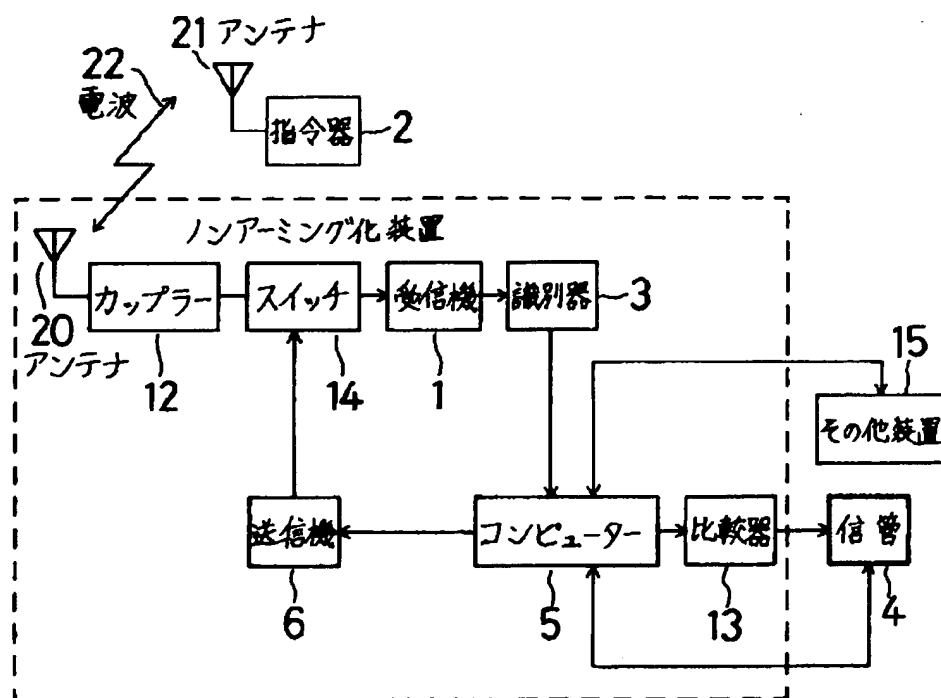 21 アンテナ
22
電波
指令器
2
ノンアーミング化装置
カップラー
スイッチ
受信機
識別器
3
20
アンテナ
12
14
1
15
その他装置
送信機
コンピューター
比較器
信管
6
5
13
4